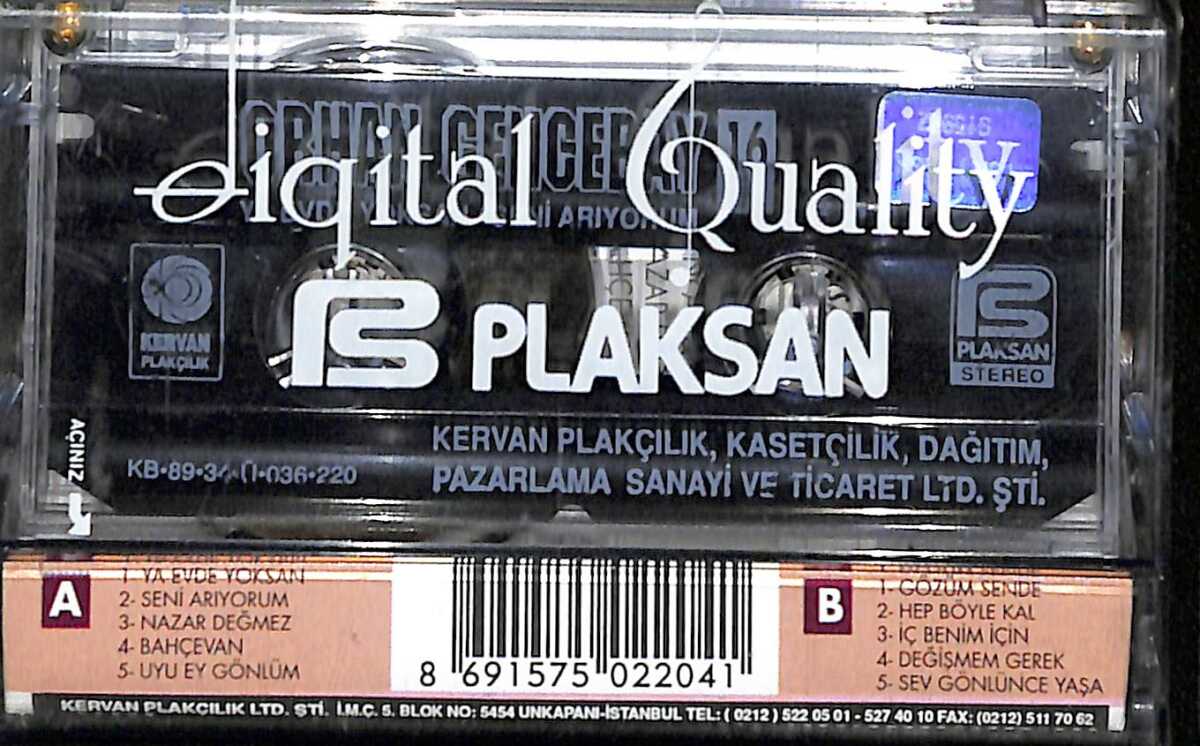 Digital Quality
ORHAN GENCEBAY 16
YA EVDE YOKSAN SENİ ARIYORUM
KERVAN
PLAKÇILIK
PLAKSAN
PLAKSAN
STEREO
AÇINIZ
KERVAN PLAKÇILIK, KASETÇİLİK, DAĞITIM,
PAZARLAMA SANAYİ VE TİCARET LTD. ŞTİ.
KB•89•34•Ü•036•220
A
1- YA EVDE YOKSAN
2- SENİ ARIYORUM
3- NAZAR DEĞMEZ
4- BAHÇEVAN
5- UYU EY GÖNLÜM
8 691575 022041
B
1- GÖZÜM SENDE
2- HEP BÖYLE KAL
3- İÇ BENİM İÇİN
4- DEĞİŞMEM GEREK
5- SEV GÖNLÜNCE YAŞA
KERVAN PLAKÇILIK LTD. ŞTİ. İ.M.Ç. 5. BLOK NO: 5454 UNKAPANI-İSTANBUL TEL: ( 0212 ) 522 05 01 - 527 40 10 FAX: (0212) 511 70 62